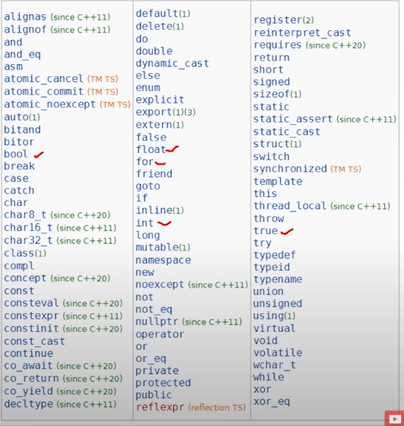 alignas (since C++11)
alignof (since C++11)
and
and_eq
asm
atomic_cancel (TM TS)
atomic_commit (TM TS)
atomic_noexcept (TM TS)
auto(1)
bitand
bitor
bool
break
case
catch
char
char8_t (since C++20)
char16_t (since C++11)
char32_t (since C++11)
class(1)
compl
concept (since C++20)
const
consteval (since C++20)
constexpr (since C++11)
constinit (since C++20)
const_cast
continue
co_await (since C++20)
co_return (since C++20)
co_yield (since C++20)
decltype (since C++11)
default(1)
delete(1)
do
double
dynamic_cast
else
enum
explicit
export(1)(3)
extern(1)
false
float
for
friend
goto
if
inline(1)
int
long
mutable(1)
namespace
new
noexcept (since C++11)
not
not_eq
nullptr (since C++11)
operator
or
or_eq
private
protected
public
reflexpr (reflection TS)
register(2)
reinterpret_cast
requires (since C++20)
return
short
signed
sizeof(1)
static
static_assert (since C++11)
static_cast
struct(1)
switch
synchronized (TM TS)
template
this
thread_local (since C++11)
throw
true
try
typedef
typeid
typename
union
unsigned
using(1)
virtual
void
volatile
wchar_t
while
xor
xor_eq